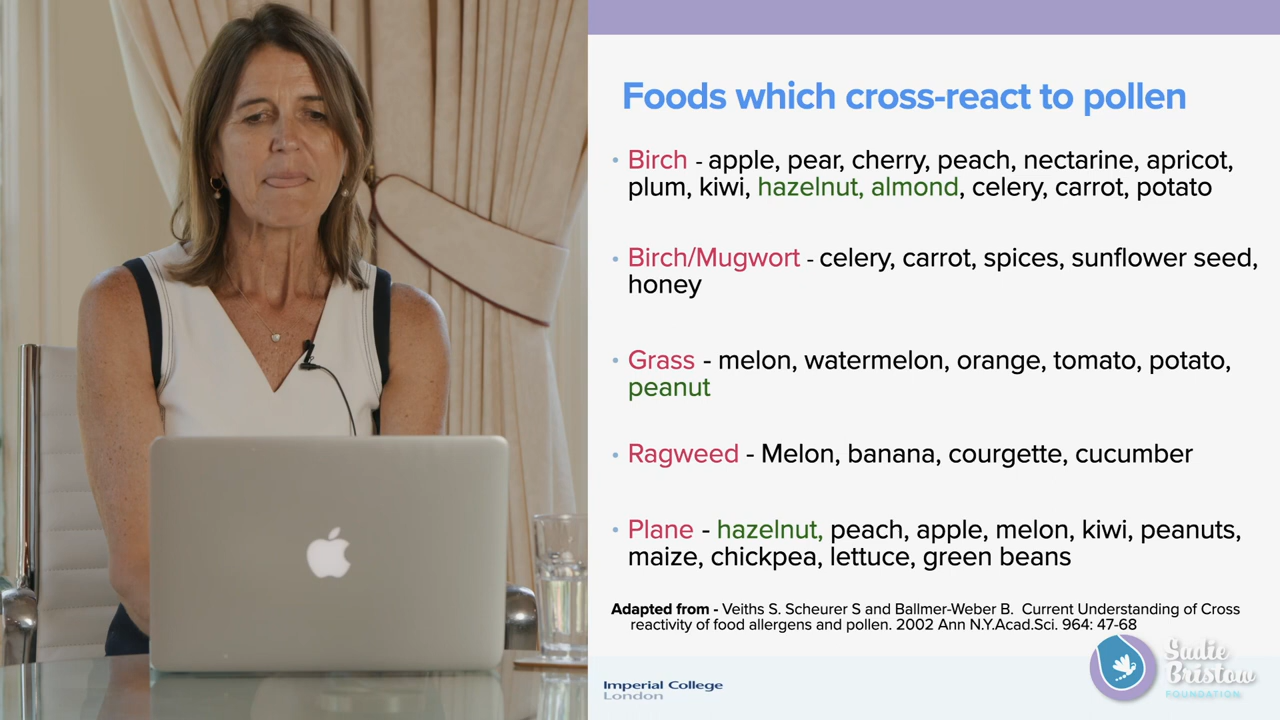 Foods which cross-react to pollen
• Birch - apple, pear, cherry, peach, nectarine, apricot,
plum, kiwi, hazelnut, almond, celery, carrot, potato
• Birch/Mugwort - celery, carrot, spices, sunflower seed,
honey
• Grass - melon, watermelon, orange, tomato, potato,
peanut
• Ragweed - Melon, banana, courgette, cucumber
• Plane - hazelnut, peach, apple, melon, kiwi, peanuts,
maize, chickpea, lettuce, green beans
Adapted from - Veiths S. Scheurer S and Ballmer-Weber B. Current Understanding of Cross
reactivity of food allergens and pollen. 2002 Ann N.Y.Acad.Sci. 964: 47-68
Imperial College
London
Sadie
Bristow
FOUNDATION